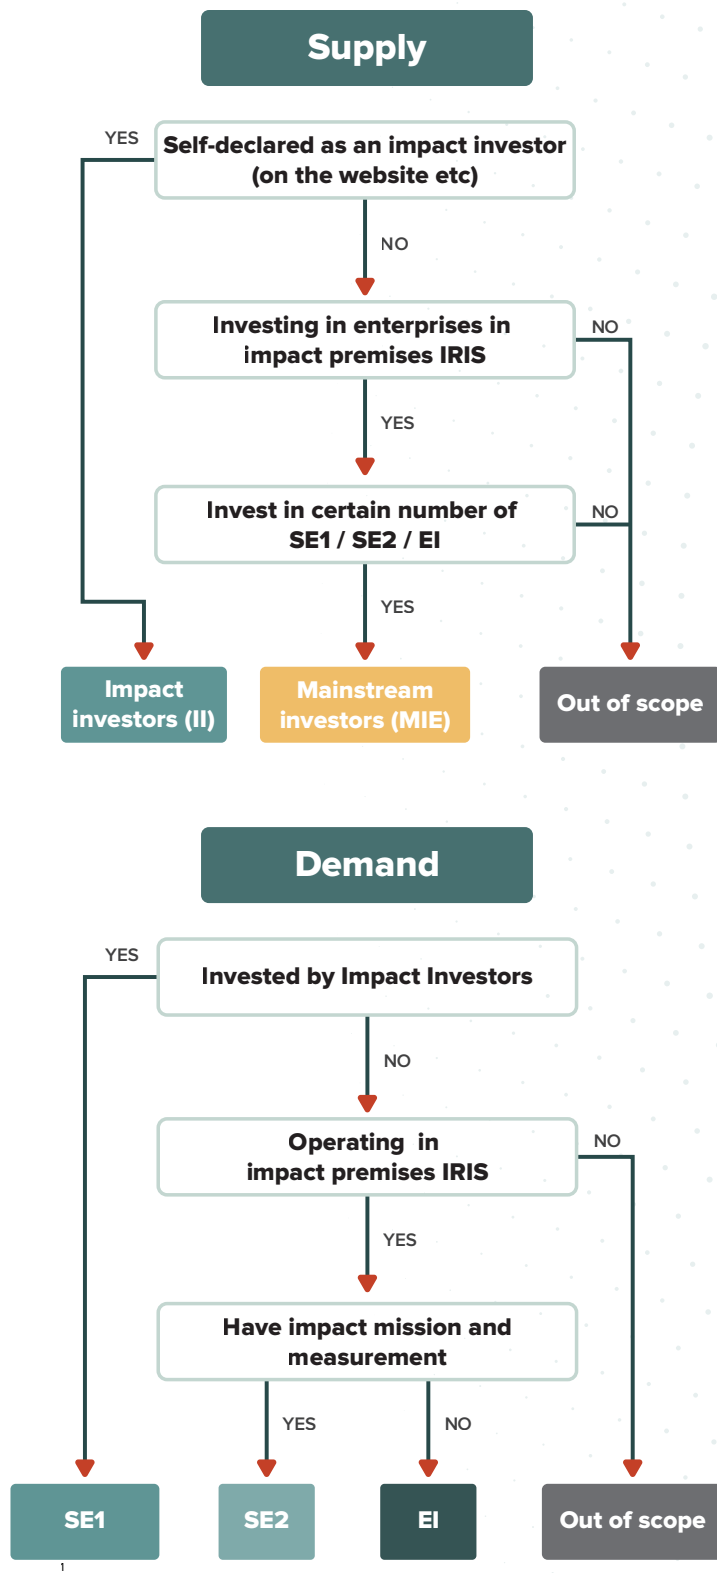 Supply
YES
Self-declared as an impact investor
(on the website etc)
NO
Investing in enterprises in
impact premises IRIS
NO
YES
Invest in certain number of
SE1 / SE2 / EI
NO
YES
Impact
investors (II)
Mainstream
investors (MIE)
Out of scope
Demand
YES
Invested by Impact Investors
NO
Operating in
impact premises IRIS
NO
YES
Have impact mission and
measurement
YES
NO
SE1
SE2
EI
Out of scope
1